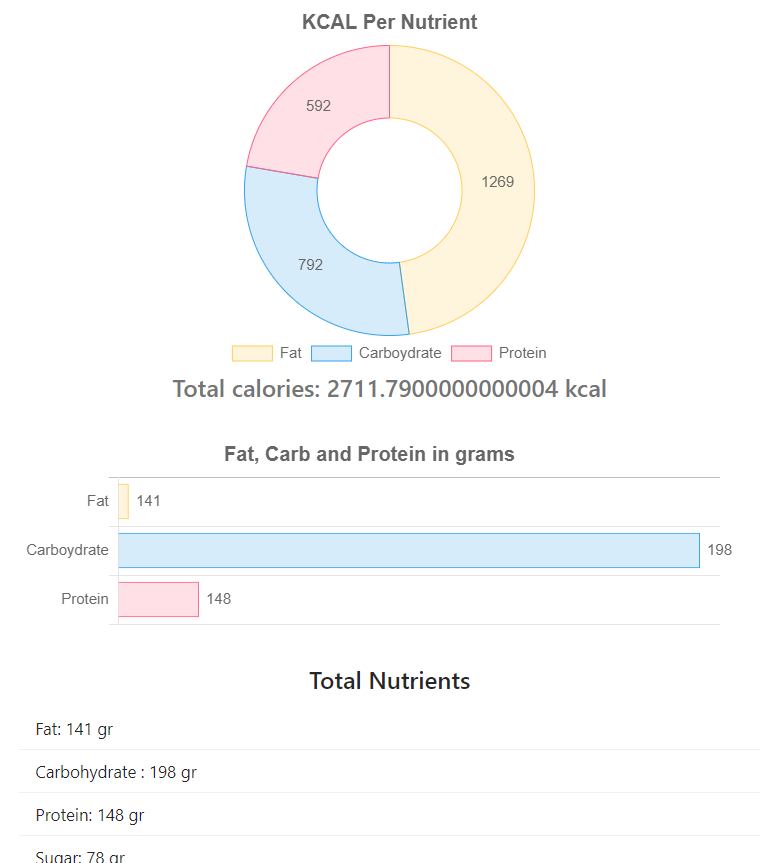 KCAL Per Nutrient
592
1269
792
Fat Carboydrate Protein
Total calories: 2711.7900000000004 kcal
Fat, Carb and Protein in grams
Fat 141
Carboydrate 198
Protein 148
Total Nutrients
Fat: 141 gr
Carbohydrate : 198 gr
Protein: 148 gr
Sugar: 78 gr